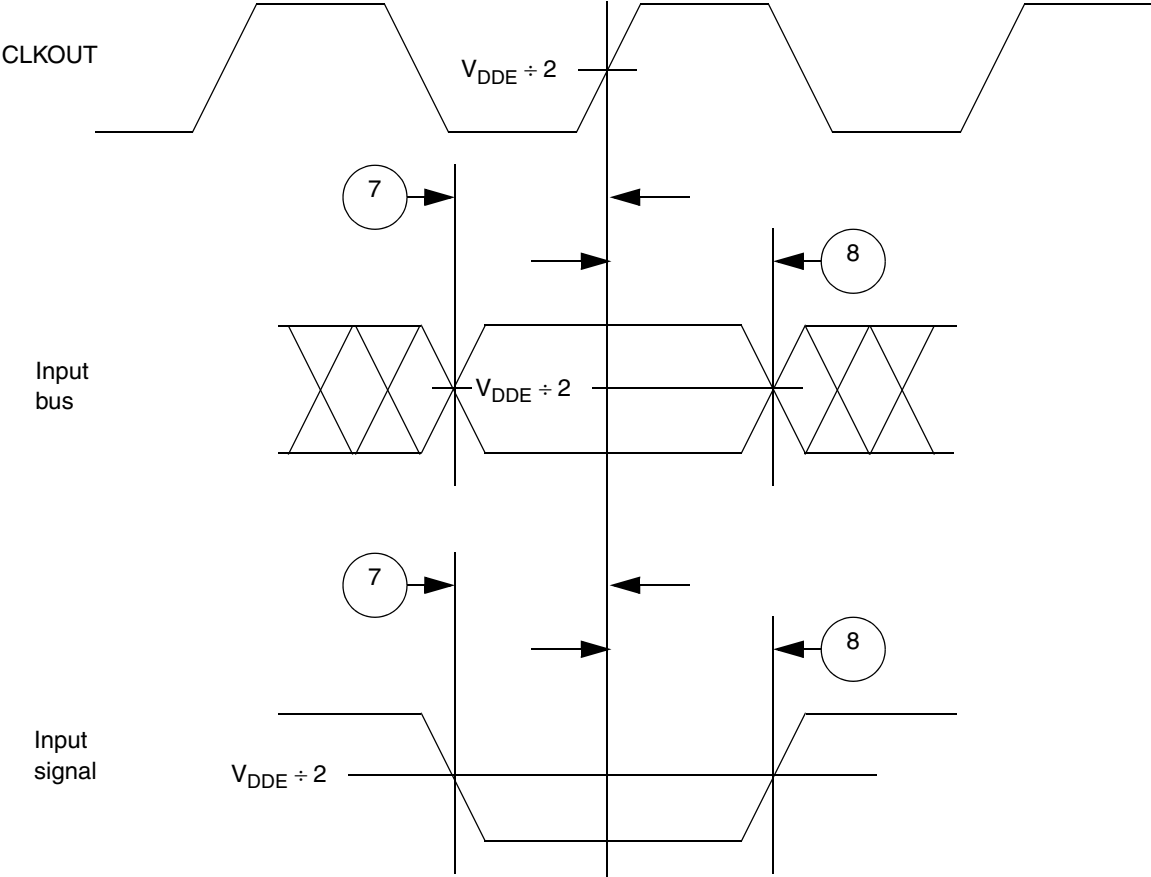 CLKOUT
VDDE ÷ 2
7
8
Input
bus
VDDE ÷ 2
7
8
Input
signal
VDDE ÷ 2